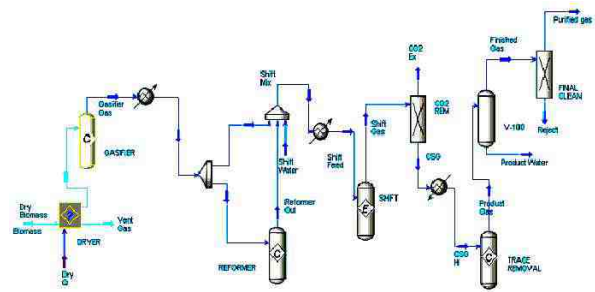 CO2
Ex
Purified gas
Finished
Gas
Shift
Mix
Gasifier
Gas
CO2
REM
FINAL
CLEAN
Shift
Gas
C
GASIFIER
V-100
Reject
Shift
Water
Shift
Feed
CSG
Product Water
Reformer
Out
E
SHIFT
Product
Gas
Dry
Biomass
Biomass
Vent
Gas
DRYER
REFORMER
C
CSG
H
C
TRACE
REMOVAL
Dry
Q